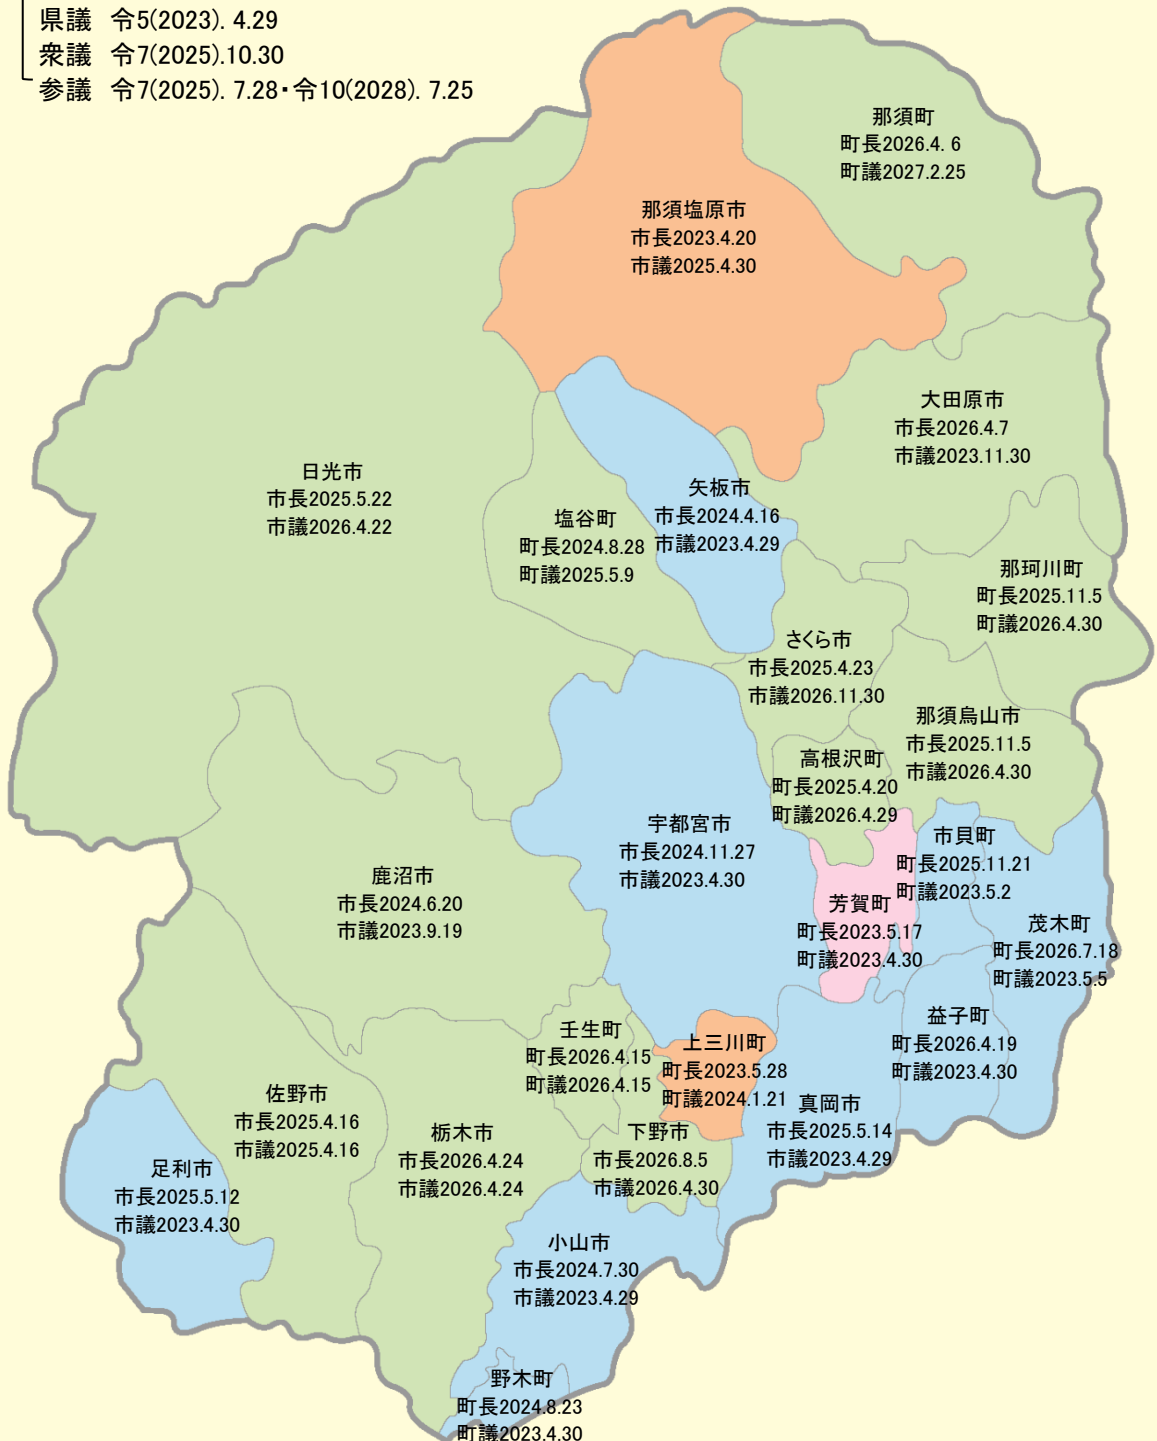 県議 令5(2023). 4.29
衆議 令7(2025).10.30
参議 令7(2025). 7.28・令10(2028). 7.25
那須町
町長2026.4. 6
町議2027.2.25
那須塩原市
市長2023.4.20
市議2025.4.30
大田原市
市長2026.4.7
市議2023.11.30
日光市
市長2025.5.22
市議2026.4.22
矢板市
市長2024.4.16
市議2023.4.29
塩谷町
町長2024.8.28
町議2025.5.9
那珂川町
町長2025.11.5
町議2026.4.30
さくら市
市長2025.4.23
市議2026.11.30
那須烏山市
市長2025.11.5
市議2026.4.30
高根沢町
町長2025.4.20
町議2026.4.29
宇都宮市
市長2024.11.27
市議2023.4.30
市貝町
町長2025.11.21
町議2023.5.2
鹿沼市
市長2024.6.20
市議2023.9.19
芳賀町
町長2023.5.17
町議2023.4.30
茂木町
町長2026.7.18
町議2023.5.5
益子町
町長2026.4.19
町議2023.4.30
壬生町
町長2026.4.15
町議2026.4.15
上三川町
町長2023.5.28
町議2024.1.21
真岡市
市長2025.5.14
市議2023.4.29
佐野市
市長2025.4.16
市議2025.4.16
栃木市
市長2026.4.24
市議2026.4.24
下野市
市長2026.8.5
市議2026.4.30
足利市
市長2025.5.12
市議2023.4.30
小山市
市長2024.7.30
市議2023.4.29
野木町
町長2024.8.23
町議2023.4.30